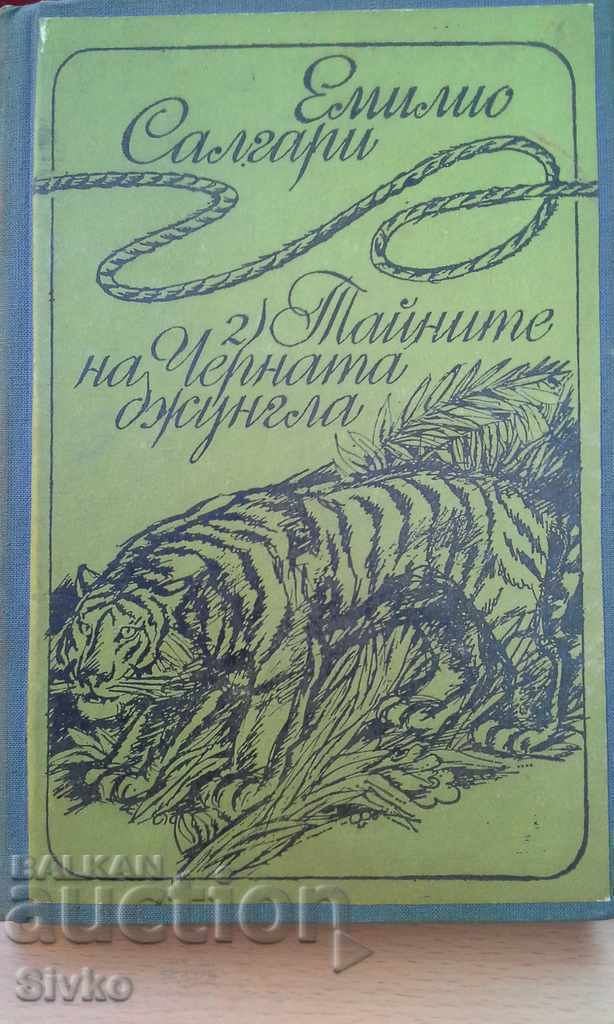 Емилио
Салгари
2) Тайните
на Черната
джунгла
BALKAN
auction
Sivko